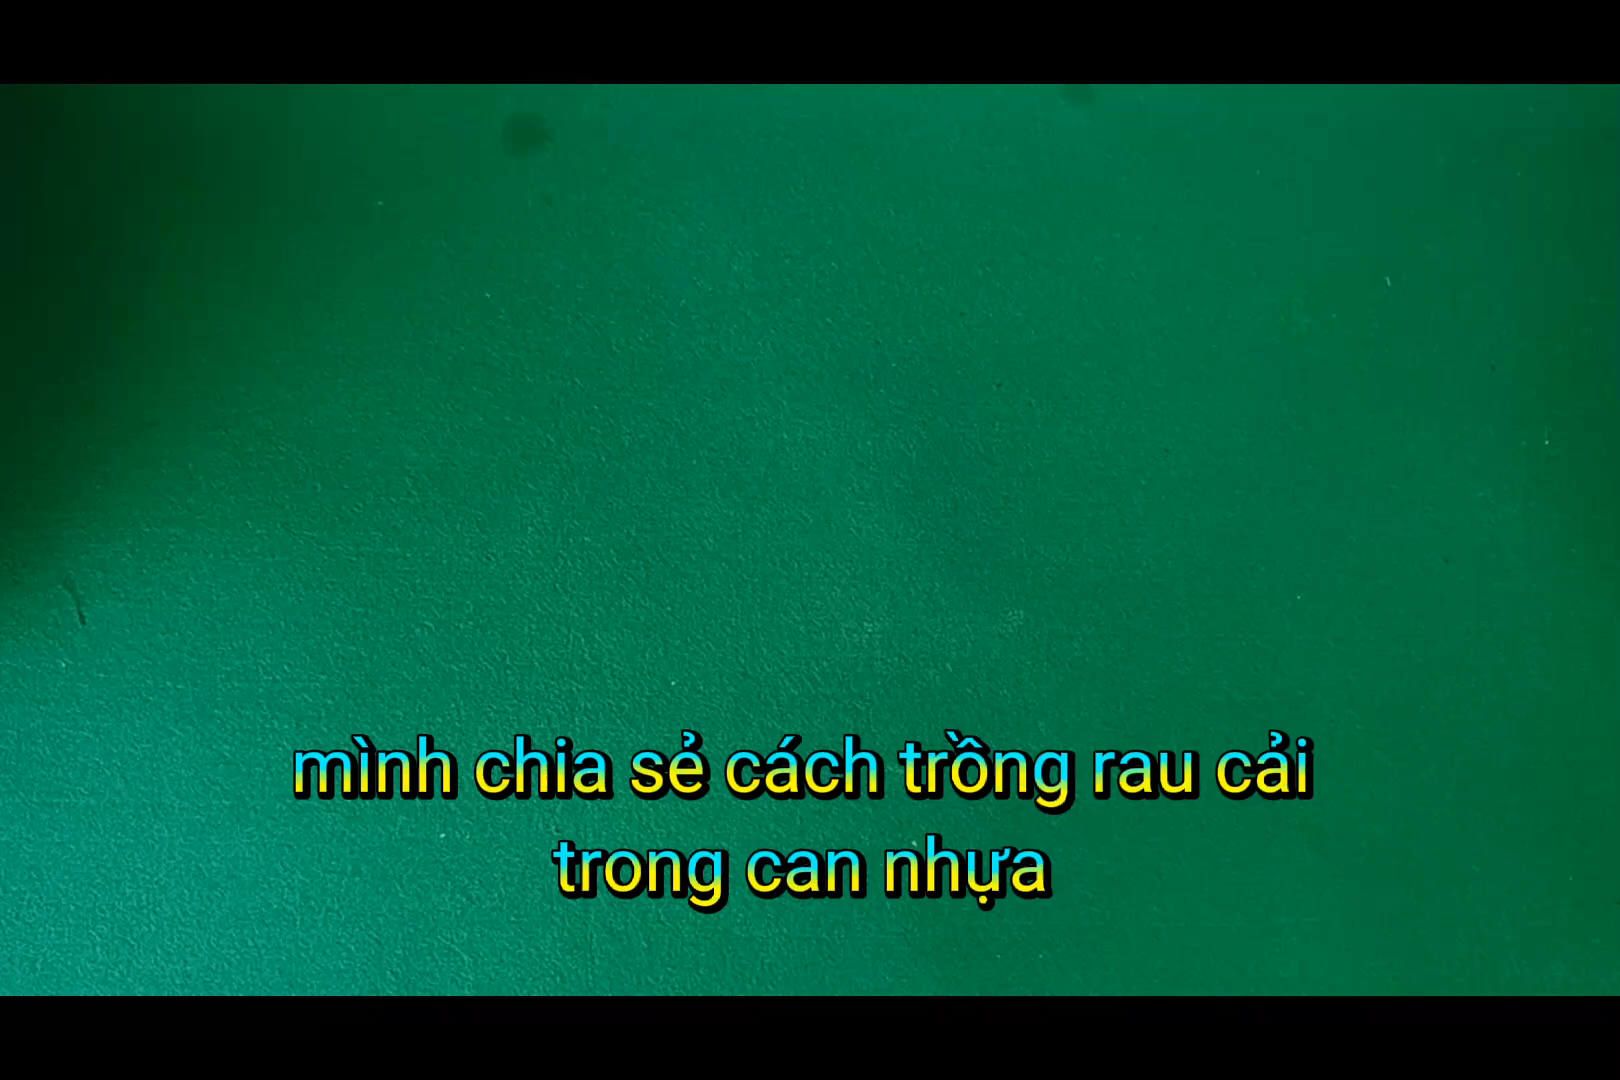 mình chia sẻ cách trồng rau cải
trong can nhựa